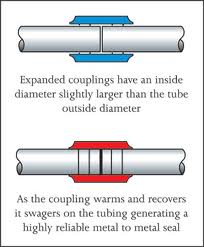 Expanded couplings have an inside
diameter slightly larger than the tube
outside diameter
As the coupling warms and recovers
it swagers on the tubing generating a
highly reliable metal to metal seal